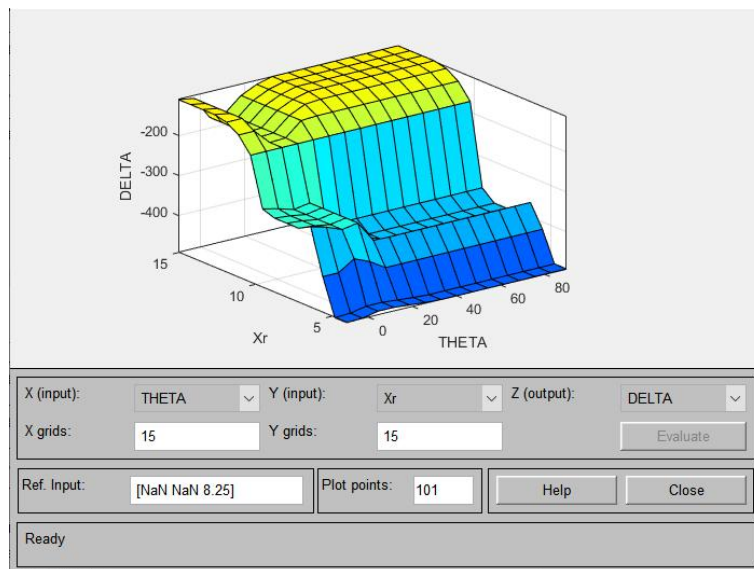 DELTA
-200
-300
-400
15
10
5
Xr
0
20
40
60
80
THETA
X (input): THETA Y (input): Xr Z (output): DELTA
X grids: 15 Y grids: 15 Evaluate
Ref. Input: [NaN NaN 8.25] Plot points: 101 Help Close
Ready